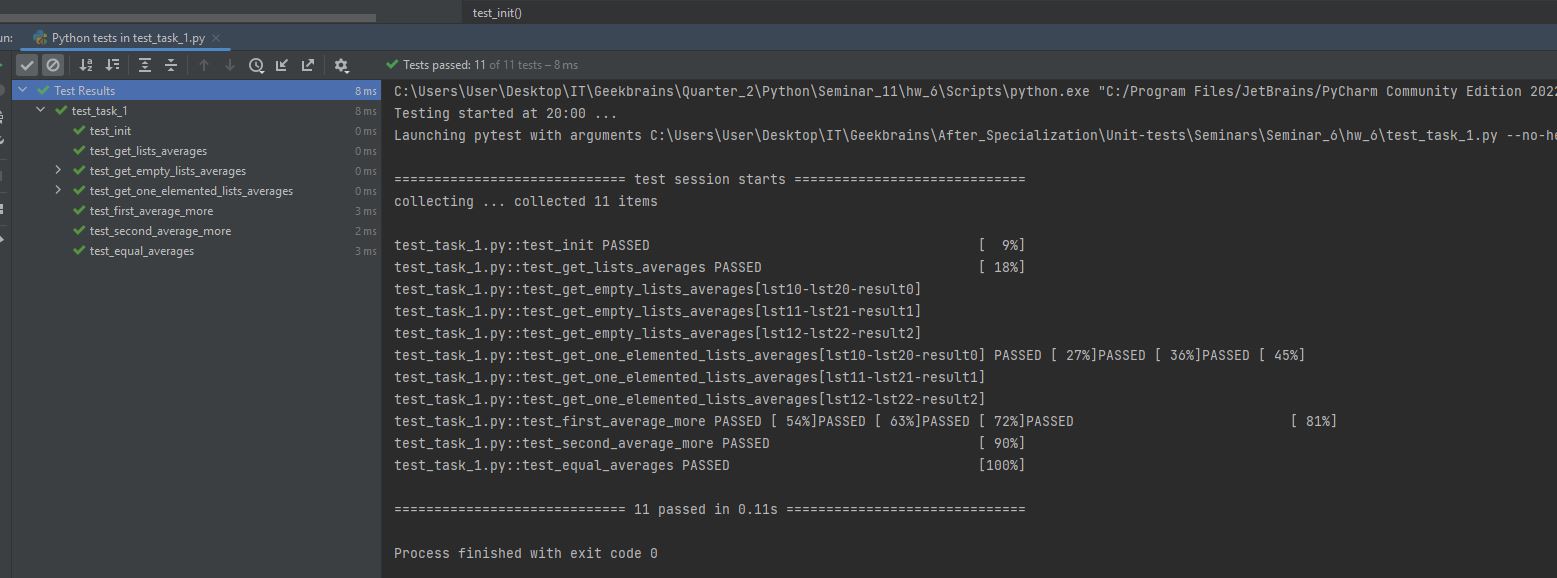 test_init()
un: Python tests in test_task_1.py
Tests passed: 11 of 11 tests – 8 ms
Test Results 8 ms
test_task_1 8 ms
test_init 0 ms
test_get_lists_averages 0 ms
test_get_empty_lists_averages 0 ms
test_get_one_elemented_lists_averages 0 ms
test_first_average_more 3 ms
test_second_average_more 2 ms
test_equal_averages 3 ms
C:\Users\User\Desktop\IT\Geekbrains\Quarter_2\Python\Seminar_11\hw_6\Scripts\python.exe "C:/Program Files/JetBrains/PyCharm Community Edition 2022
Testing started at 20:00 ...
Launching pytest with arguments C:\Users\User\Desktop\IT\Geekbrains\After_Specialization\Unit-tests\Seminars\Seminar_6\hw_6\test_task_1.py --no-he
============================= test session starts =============================
collecting ... collected 11 items
test_task_1.py::test_init PASSED [  9%]
test_task_1.py::test_get_lists_averages PASSED [ 18%]
test_task_1.py::test_get_empty_lists_averages[lst10-lst20-result0]
test_task_1.py::test_get_empty_lists_averages[lst11-lst21-result1]
test_task_1.py::test_get_empty_lists_averages[lst12-lst22-result2]
test_task_1.py::test_get_one_elemented_lists_averages[lst10-lst20-result0] PASSED [ 27%]PASSED [ 36%]PASSED [ 45%]
test_task_1.py::test_get_one_elemented_lists_averages[lst11-lst21-result1]
test_task_1.py::test_get_one_elemented_lists_averages[lst12-lst22-result2]
test_task_1.py::test_first_average_more PASSED [ 54%]PASSED [ 63%]PASSED [ 72%]PASSED [ 81%]
test_task_1.py::test_second_average_more PASSED [ 90%]
test_task_1.py::test_equal_averages PASSED [100%]
============================= 11 passed in 0.11s ==============================
Process finished with exit code 0